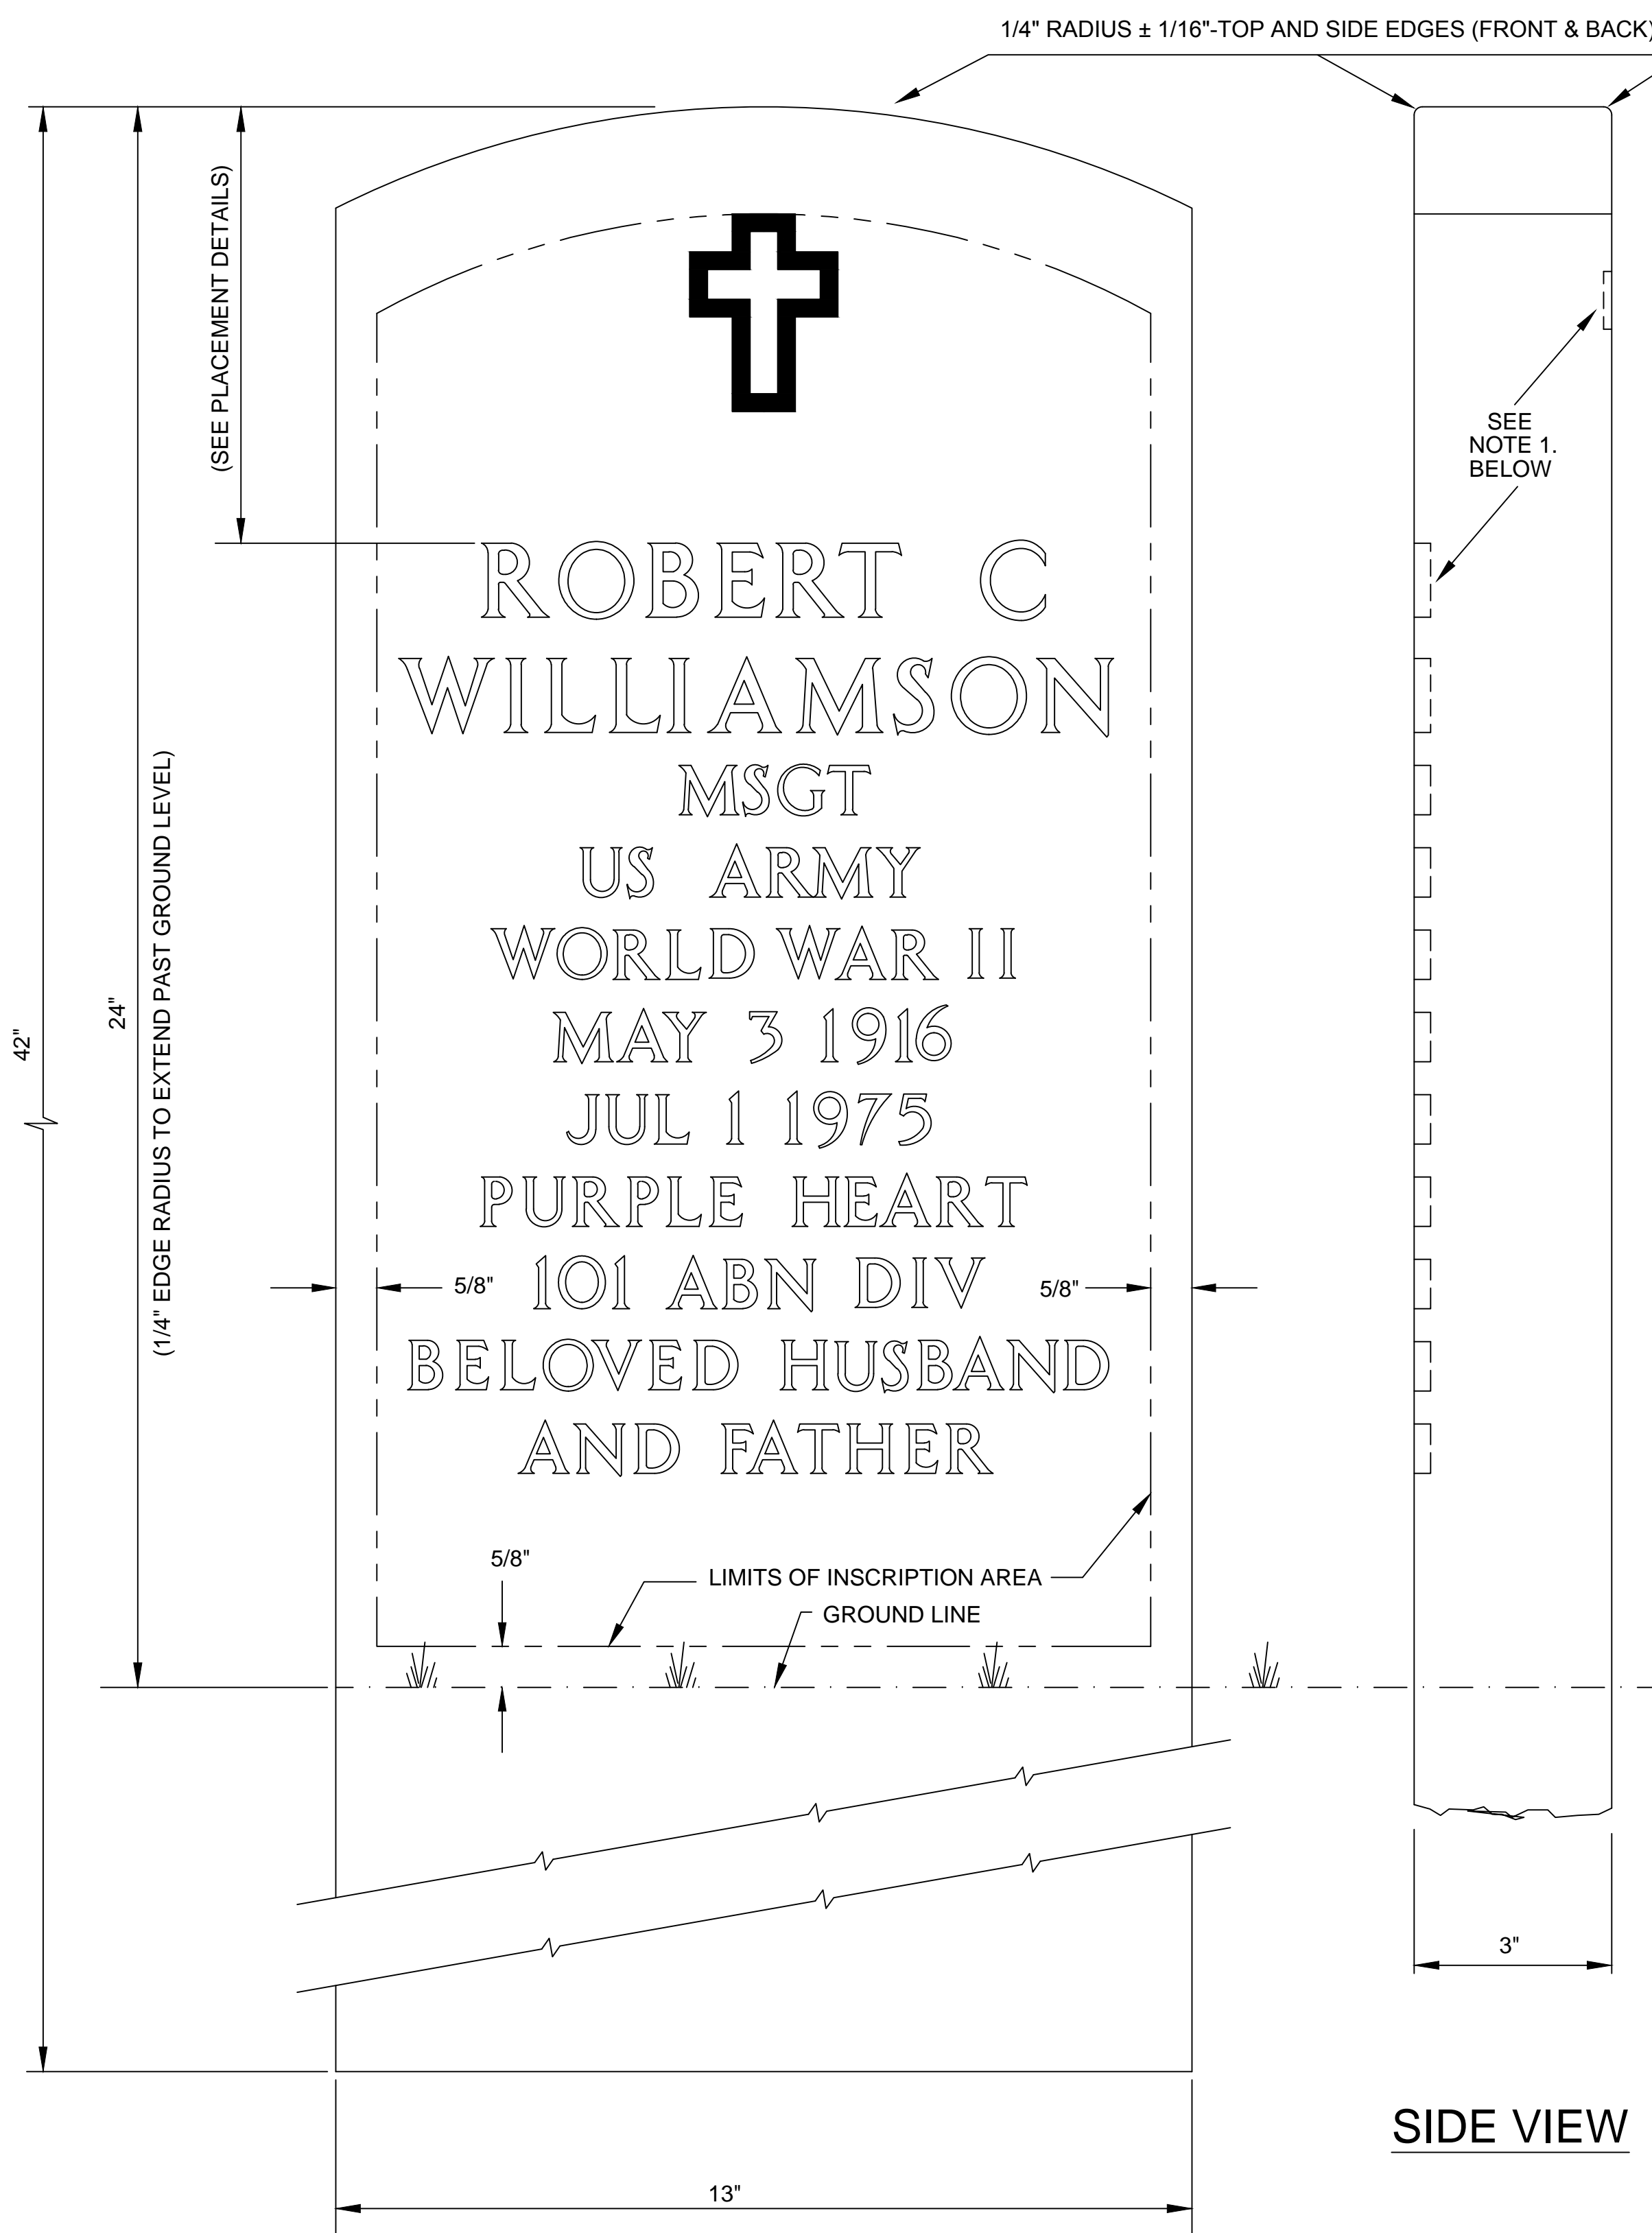 1/4" RADIUS ± 1/16"-TOP AND SIDE EDGES (FRONT & BACK)
(SEE PLACEMENT DETAILS)
SEE
NOTE 1.
BELOW
ROBERT C
WILLIAMSON
MSGT
US ARMY
WORLD WAR II
MAY 3 1916
JUL 1 1975
PURPLE HEART
101 ABN DIV
BELOVED HUSBAND
AND FATHER
42"
24"
(1/4" EDGE RADIUS TO EXTEND PAST GROUND LEVEL)
5/8"
5/8"
5/8"
LIMITS OF INSCRIPTION AREA
GROUND LINE
3"
SIDE VIEW
13"